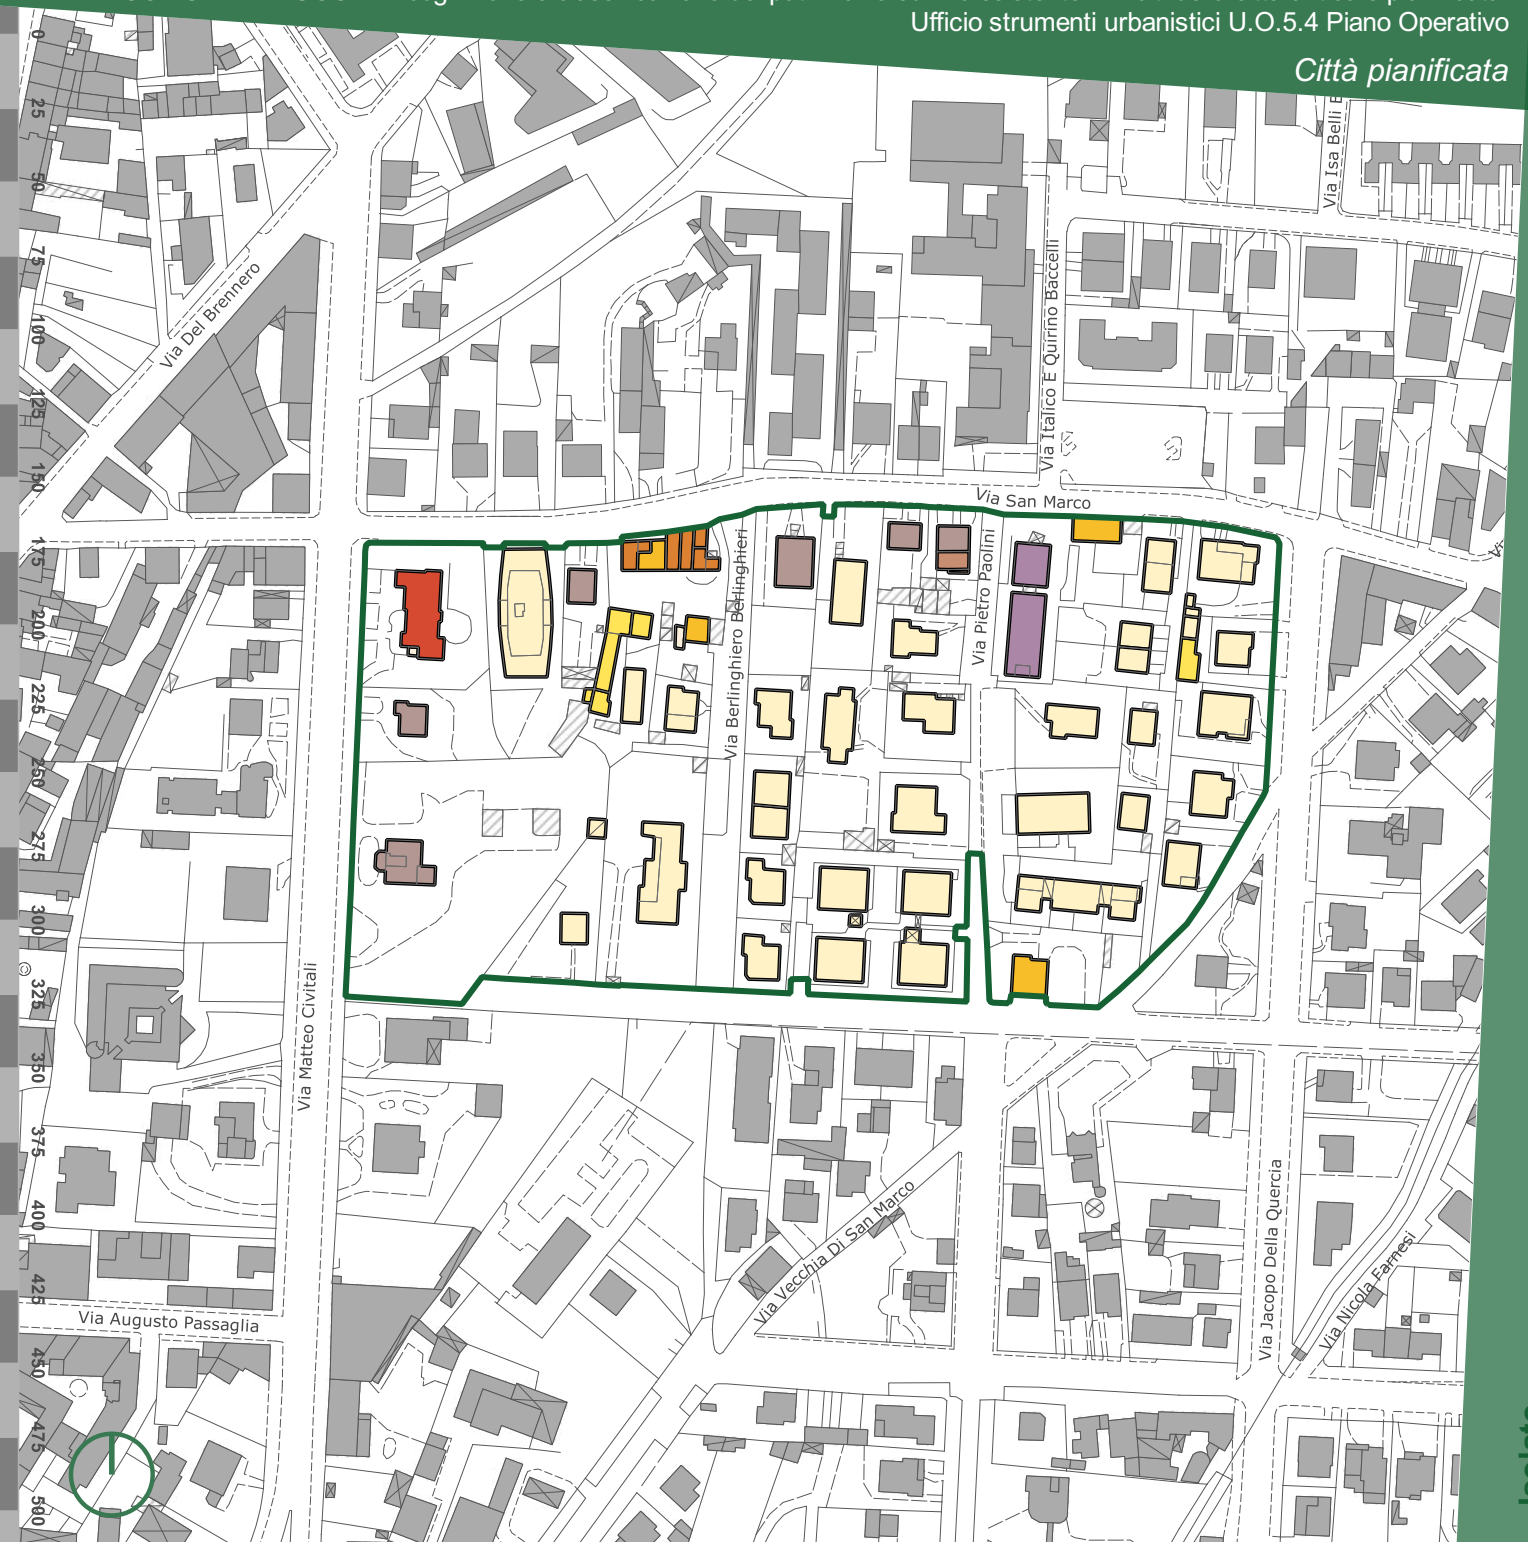 Ufficio strumenti urbanistici U.O.5.4 Piano Operativo
Città pianificata
0
25
50
75
100
125
150
175
200
225
250
275
300
325
350
375
400
425
450
475
500
Via Isa Belli E
Via Del Brennero
Via Italico E Quirino Baccelli
Via San Marco
Via Pietro Paolini
Via Berlinghiero Berlinghieri
Via Matteo Civitali
Via Vecchia Di San Marco
Via Jacopo Della Quercia
Via Nicola Farnesi
Via Augusto Passaglia